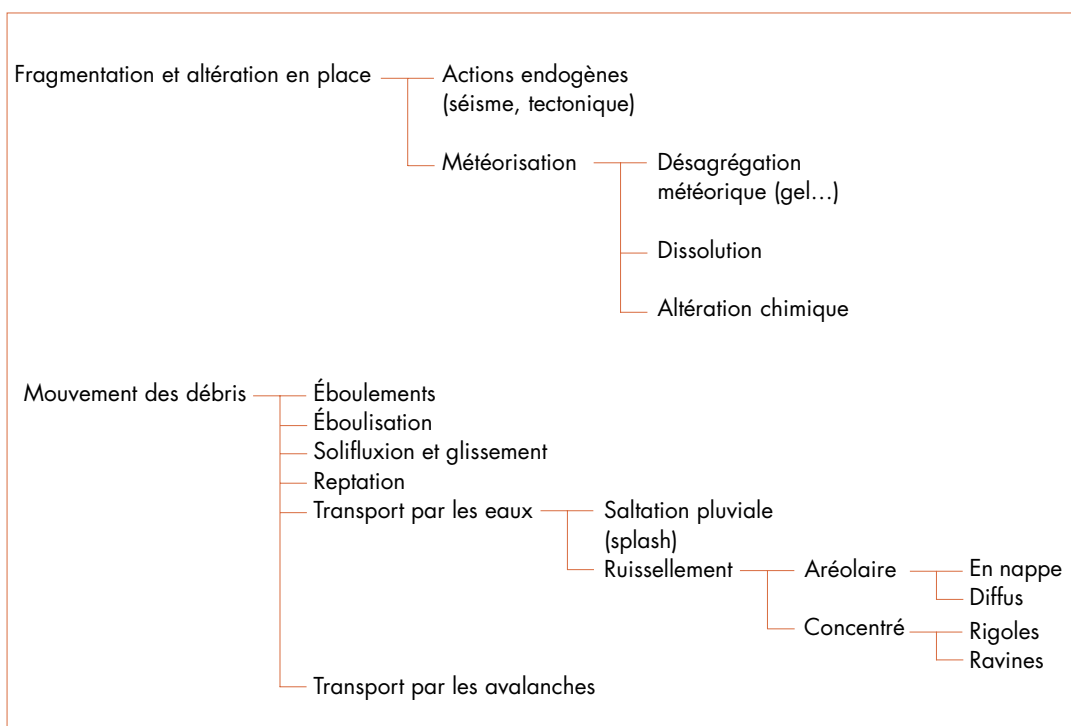 Fragmentation et altération en place
Actions endogènes
(séisme, tectonique)
Météorisation
Désagrégation
météorique (gel...)
Dissolution
Altération chimique
Mouvement des débris
Éboulements
Éboulisation
Solifluxion et glissement
Reptation
Transport par les eaux
Saltation pluviale
(splash)
Ruissellement
Aréolaire
En nappe
Diffus
Concentré
Rigoles
Ravines
Transport par les avalanches